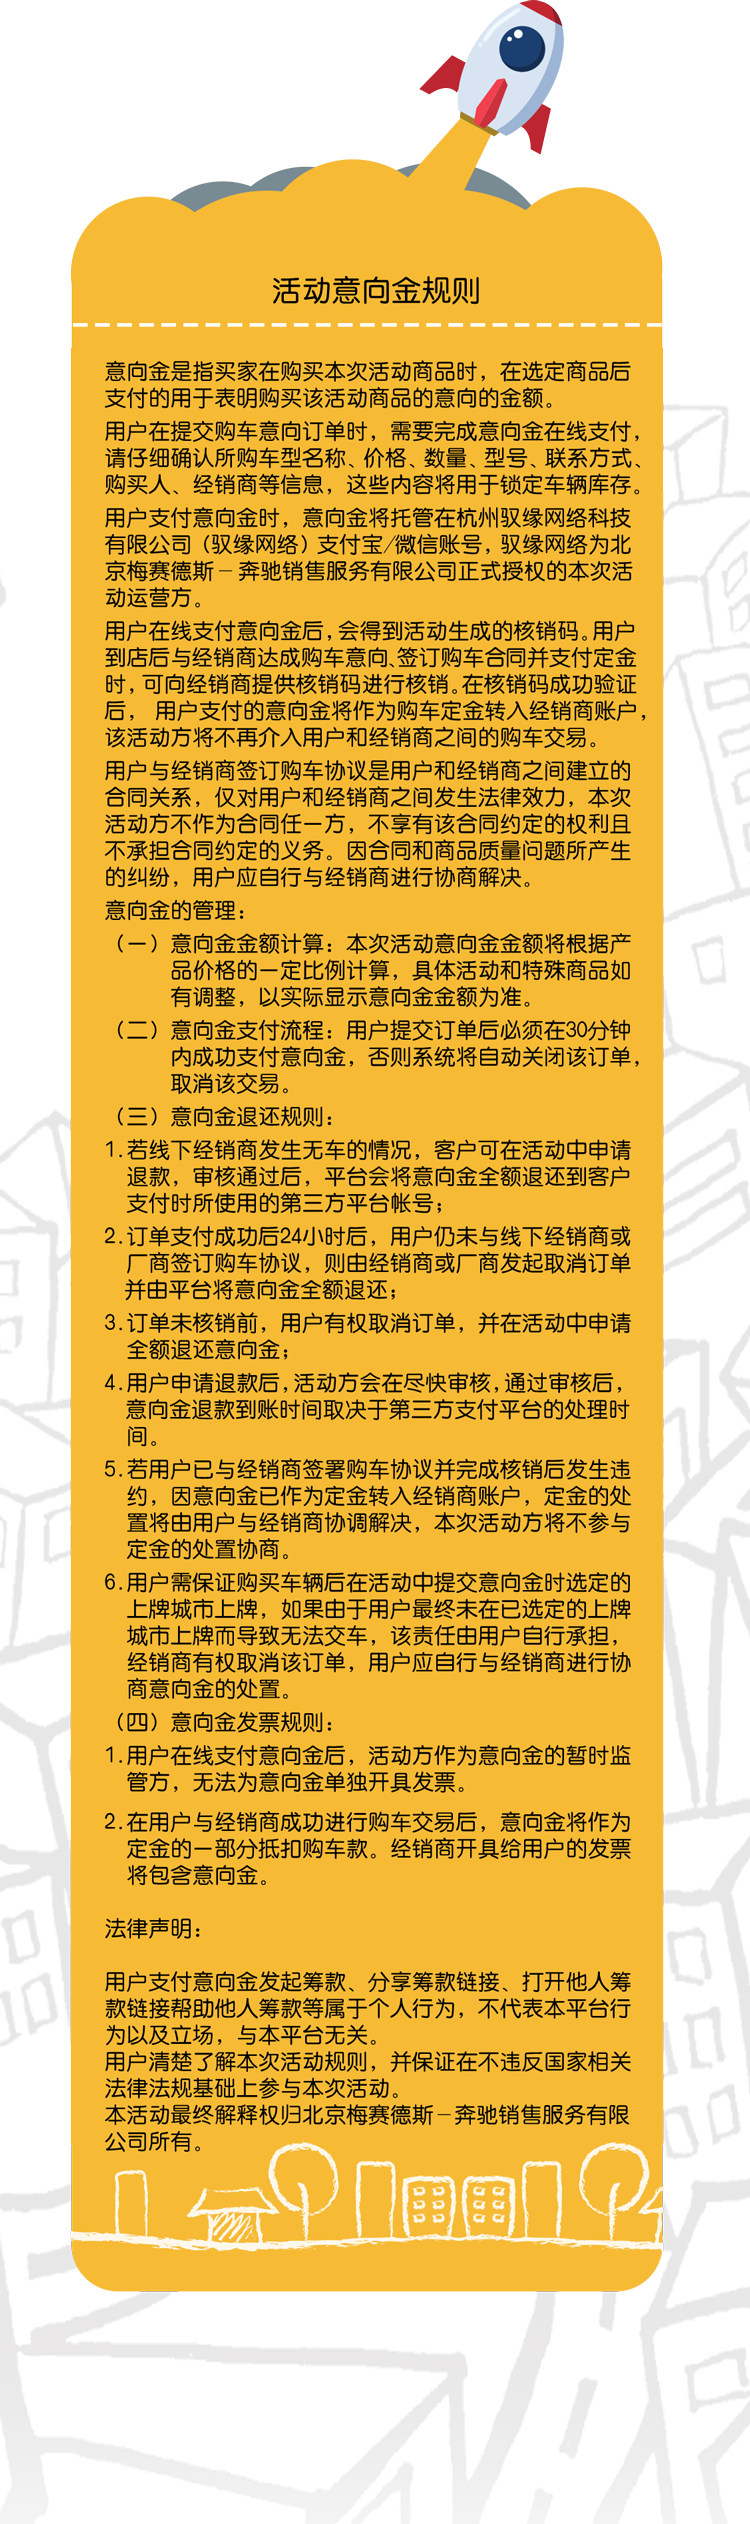 活动意向金规则
意向金是指买家在购买本次活动商品时，在选定商品后
支付的用于表明购买该活动商品的意向的金额。
用户在提交购车意向订单时，需要完成意向金在线支付，
请仔细确认所购车型名称、价格、数量、型号、联系方式、
购买人、经销商等信息，这些内容将用于锁定车辆库存。
用户支付意向金时，意向金将托管在杭州驭缘网络科技
有限公司（驭缘网络）支付宝/微信账号，驭缘网络为北
京梅赛德斯－奔驰销售服务有限公司正式授权的本次活
动运营方。
用户在线支付意向金后，会得到活动生成的核销码。用户
到店后与经销商达成购车意向、签订购车合同并支付定金
时，可向经销商提供核销码进行核销。在核销码成功验证
后， 用户支付的意向金将作为购车定金转入经销商账户，
该活动方将不再介入用户和经销商之间的购车交易。
用户与经销商签订购车协议是用户和经销商之间建立的
合同关系，仅对用户和经销商之间发生法律效力，本次
活动方不作为合同任一方，不享有该合同约定的权利且
不承担合同约定的义务。因合同和商品质量问题所产生
的纠纷，用户应自行与经销商进行协商解决。
意向金的管理：
（一）意向金金额计算：本次活动意向金金额将根据产
品价格的一定比例计算，具体活动和特殊商品如
有调整，以实际显示意向金金额为准。
（二）意向金支付流程：用户提交订单后必须在30分钟
内成功支付意向金，否则系统将自动关闭该订单，
取消该交易。
（三）意向金退还规则：
1.若线下经销商发生无车的情况，客户可在活动中申请
退款，审核通过后，平台会将意向金全额退还到客户
支付时所使用的第三方平台帐号；
2.订单支付成功后24小时后，用户仍未与线下经销商或
厂商签订购车协议，则由经销商或厂商发起取消订单
并由平台将意向金全额退还；
3.订单未核销前，用户有权取消订单，并在活动中申请
全额退还意向金；
4.用户申请退款后，活动方会在尽快审核，通过审核后，
意向金退款到账时间取决于第三方支付平台的处理时
间。
5.若用户已与经销商签署购车协议并完成核销后发生违
约，因意向金已作为定金转入经销商账户，定金的处
置将由用户与经销商协调解决，本次活动方将不参与
定金的处置协商。
6.用户需保证购买车辆后在活动中提交意向金时选定的
上牌城市上牌，如果由于用户最终未在已选定的上牌
城市上牌而导致无法交车，该责任由用户自行承担，
经销商有权取消该订单，用户应自行与经销商进行协
商意向金的处置。
（四）意向金发票规则：
1.用户在线支付意向金后，活动方作为意向金的暂时监
管方，无法为意向金单独开具发票。
2.在用户与经销商成功进行购车交易后，意向金将作为
定金的一部分抵扣购车款。经销商开具给用户的发票
将包含意向金。
法律声明：
用户支付意向金发起筹款、分享筹款链接、打开他人筹
款链接帮助他人筹款等属于个人行为，不代表本平台行
为以及立场，与本平台无关。
用户清楚了解本次活动规则，并保证在不违反国家相关
法律法规基础上参与本次活动。
本活动最终解释权归北京梅赛德斯－奔驰销售服务有限
公司所有。